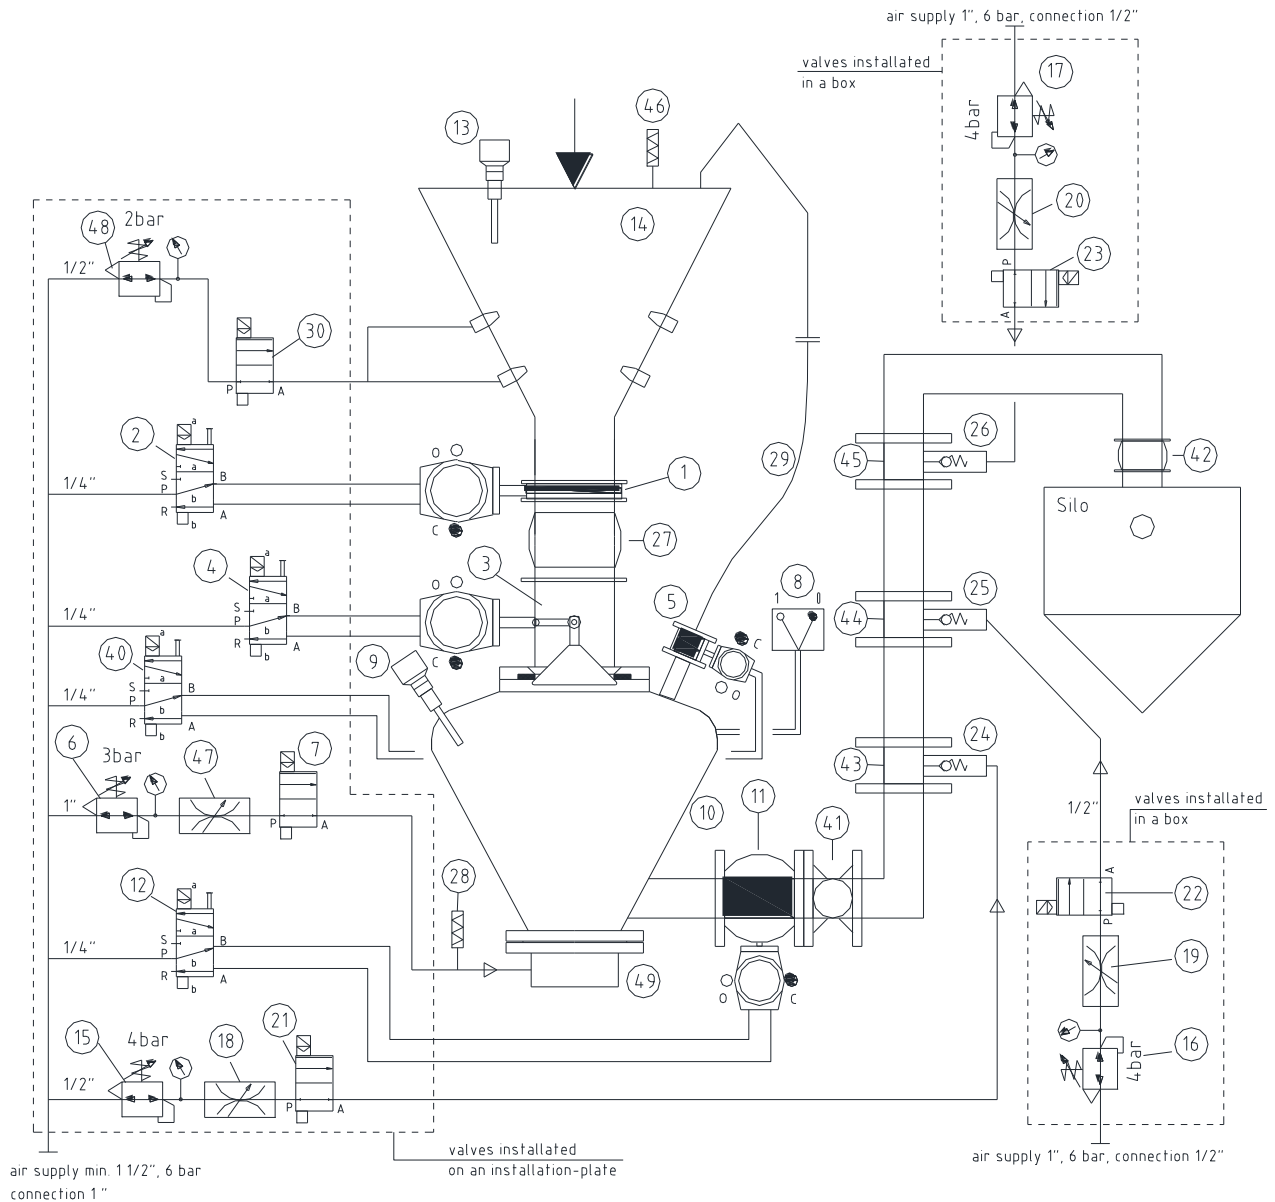 air supply 1", 6 bar, connection 1/2"
valves installated
in a box
17
4bar
20
P
23
A
13
46
14
48
2bar
1/2"
30
P
A
2
a
S
a
B
1/4"
P
b
R
A
b
O
C
1
27
29
26
45
42
Silo
4
a
S
a
B
1/4"
P
b
R
A
b
O
C
3
5
8
1
0
C
O
25
44
40
S
a
B
1/4"
P
b
R
A
b
9
6
3bar
47
7
1"
P
A
24
43
10
11
41
1/2"
valves installated
in a box
A
22
P
19
16
4bar
12
a
S
a
B
1/4"
P
b
R
A
b
28
49
O
C
15
4bar
18
21
1/2"
P
A
valves installated
on an installation-plate
air supply 1", 6 bar, connection 1/2"
air supply min. 1 1/2", 6 bar
connection 1 "